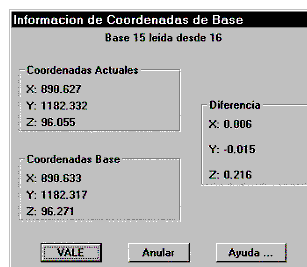 Informacion de Coordenadas de Base
Base 15 leída desde 16
Coordenadas Actuales
X: 890.627
Y: 1182.332
Z: 96.055
Coordenadas Base
X: 890.633
Y: 1182.317
Z: 96.271
Diferencia
X: 0.006
Y: -0.015
Z: 0.216
VALE
Anular
Ayuda ...